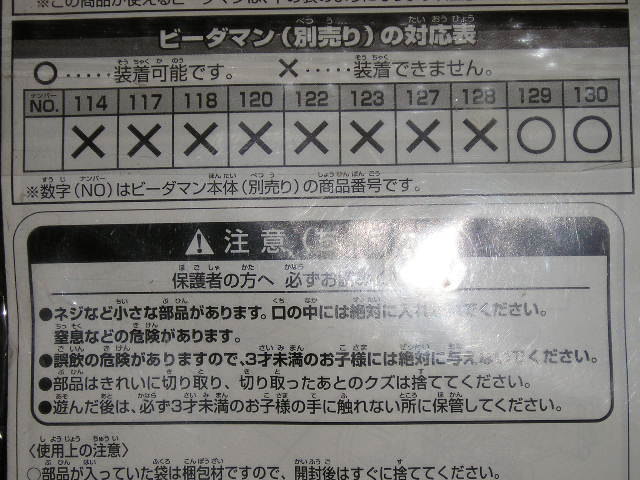 ビーダマン(別売り)の対応表
○‥‥‥装着可能です。 ×‥‥‥装着できません。
NO. 114 117 118 120 122 123 127 128 129 130
× × × × × × × × ○ ○
※数字(NO)はビーダマン本体(別売り)の商品番号です。
⚠注意
保護者の方へ 必ずお読み
●ネジなど小さな部品があります。口の中には絶対に入れないでください。
窒息などの危険があります。
●誤飲の危険がありますので、3才未満のお子様には絶対に与えないでください。
●部品はきれいに切り取り、切り取ったあとのクズは捨ててください。
●遊んだ後は、必ず3才未満のお子様の手に触れない所に保管してください。
〈使用上の注意〉
○部品が入っていた袋は梱包材ですので、開封後はすぐに捨ててください。